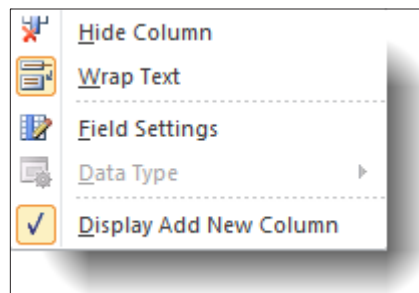 Hide Column
Wrap Text
Field Settings
Data Type
Display Add New Column